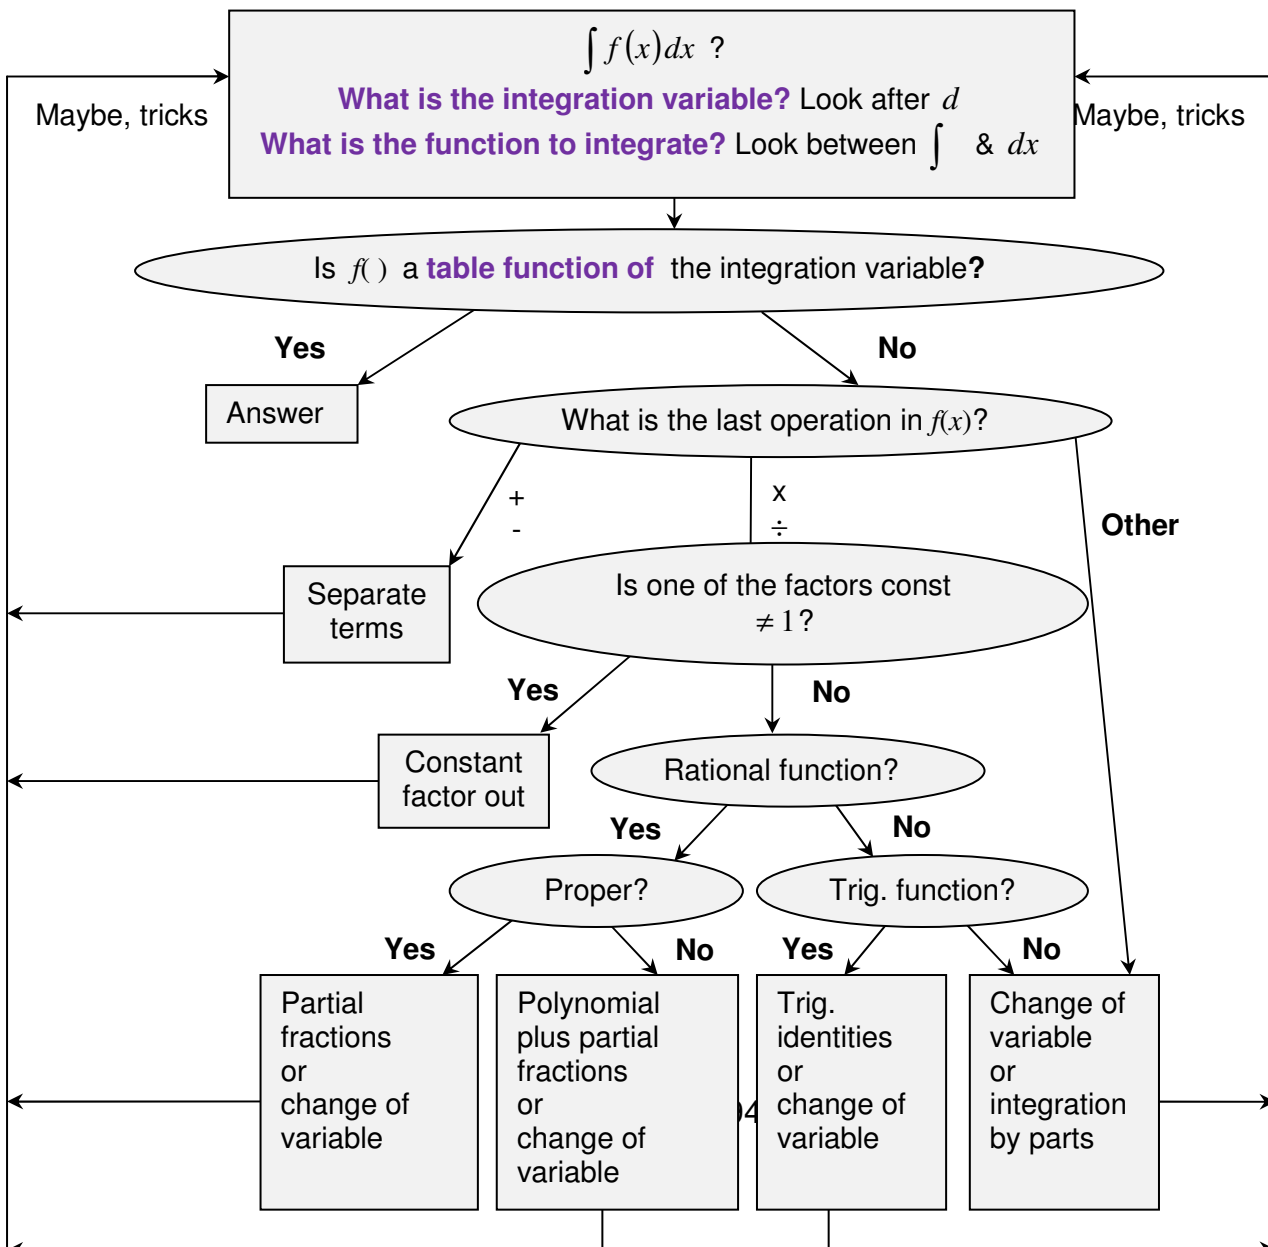 ∫ f(x)dx ?
What is the integration variable? Look after d
What is the function to integrate? Look between ∫ & dx
Maybe, tricks
Maybe, tricks
Is f( ) a table function of the integration variable?
Yes
No
Answer
What is the last operation in f(x)?
+
-
x
÷
Other
Separate
terms
Is one of the factors const
≠ 1?
Yes
No
Constant
factor out
Rational function?
Yes
No
Proper?
Trig. function?
Yes
No
Yes
No
Partial
fractions
or
change of
variable
Polynomial
plus partial
fractions
or
change of
variable
Trig.
identities
or
change of
variable
Change of
variable
or
integration
by parts